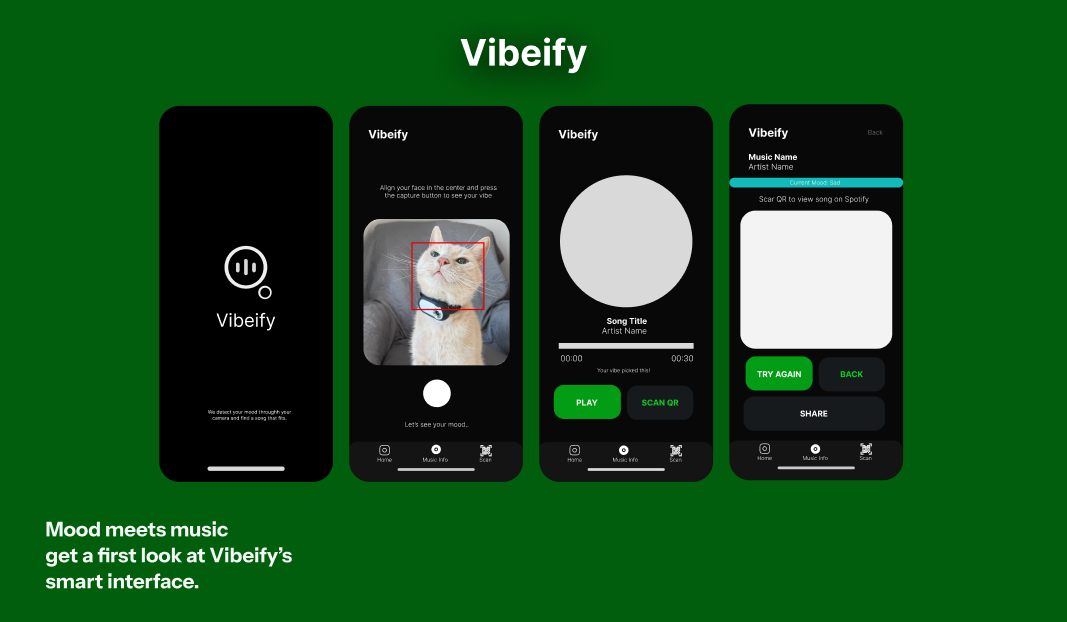 Vibeify
Vibeify
We detect your mood throughh your
camera and find a song that fits.
Vibeify
Align your face in the center and press
the capture button to see your vibe
Let's see your mood..
Home
Music Info
Scan
Vibeify
Song Title
Artist Name
00:00
00:30
Your vibe picked this!
PLAY
SCAN QR
Home
Music Info
Scan
Vibeify
Back
Music Name
Artist Name
Current Mood: Sad
Scar QR to view song on Spotify
TRY AGAIN
BACK
SHARE
Home
Music Info
Scan
Mood meets music
get a first look at Vibeify’s
smart interface.